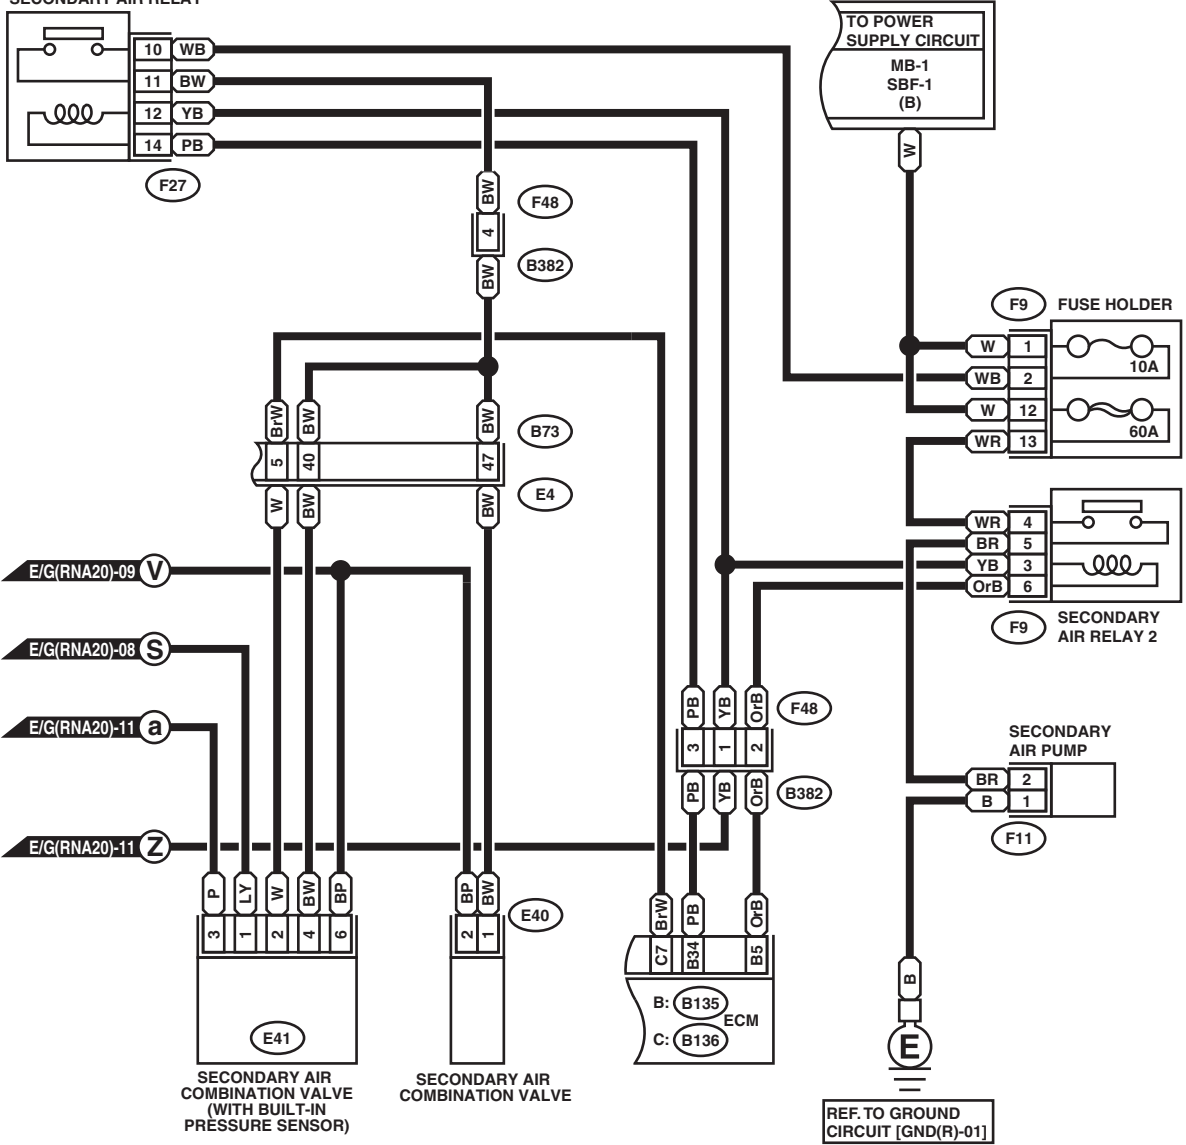 SECONDARY AIR RELAY
10 WB
11 BW
12 YB
14 PB
F27
TO POWER
SUPPLY CIRCUIT
MB-1
SBF-1
(B)
W
BW
F48
4
B382
BW
F9 FUSE HOLDER
W 1
10A
WB 2
W 12
60A
WR 13
BrW BW BW
B73
5 40 47
E4
W BW BW
WR 4
BR 5
YB 3
OrB 6
F9
SECONDARY
AIR RELAY 2
E/G(RNA20)-09 V
E/G(RNA20)-08 S
E/G(RNA20)-11 a
E/G(RNA20)-11 Z
PB YB OrB
F48
3 1 2
B382
PB YB OrB
SECONDARY
AIR PUMP
BR 2
B 1
F11
P LY W BW BP
3 1 2 4 6
E41
SECONDARY AIR
COMBINATION VALVE
(WITH BUILT-IN
PRESSURE SENSOR)
BP BW
E40
2 1
SECONDARY AIR
COMBINATION VALVE
BrW PB OrB
C7 B34 B5
B: B135
ECM
C: B136
B
E
REF. TO GROUND
CIRCUIT [GND(R)-01]